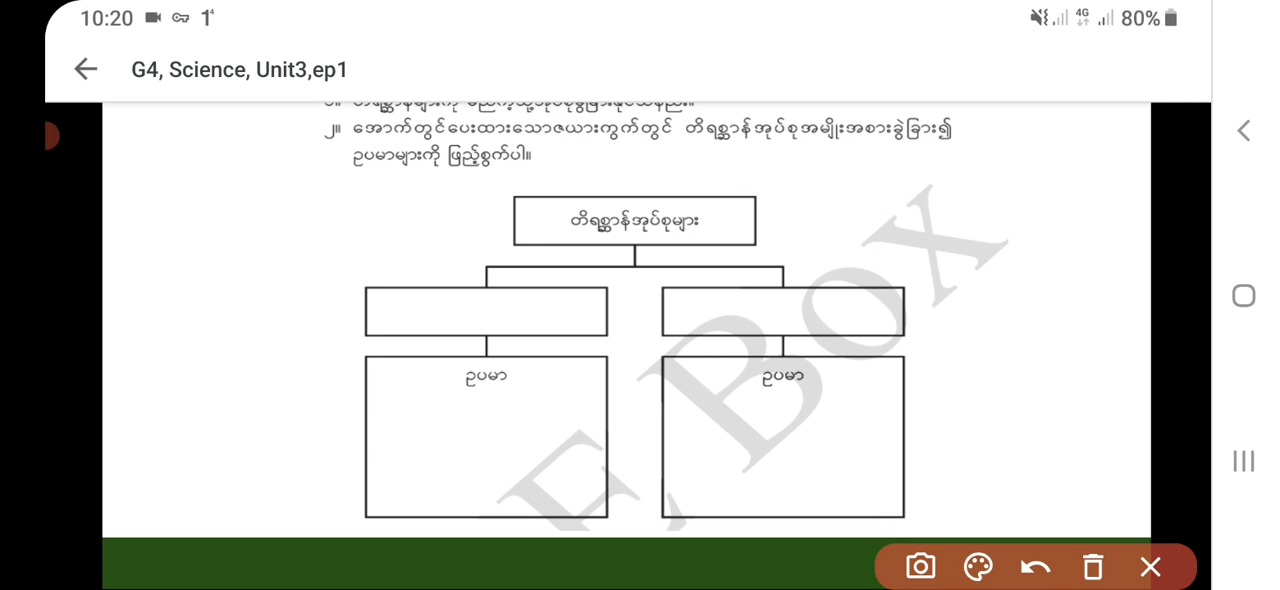 10:20
4G
80%
G4, Science, Unit3,ep1
၂။ အောက်တွင်ပေးထားသောဇယားကွက်တွင် တိရစ္ဆာန်အုပ်စုအမျိုးအစားခွဲခြား၍
ဥပမာများကို ဖြည့်စွက်ပါ။
တိရစ္ဆာန်အုပ်စုများ
ဥပမာ
ဥပမာ
E Box